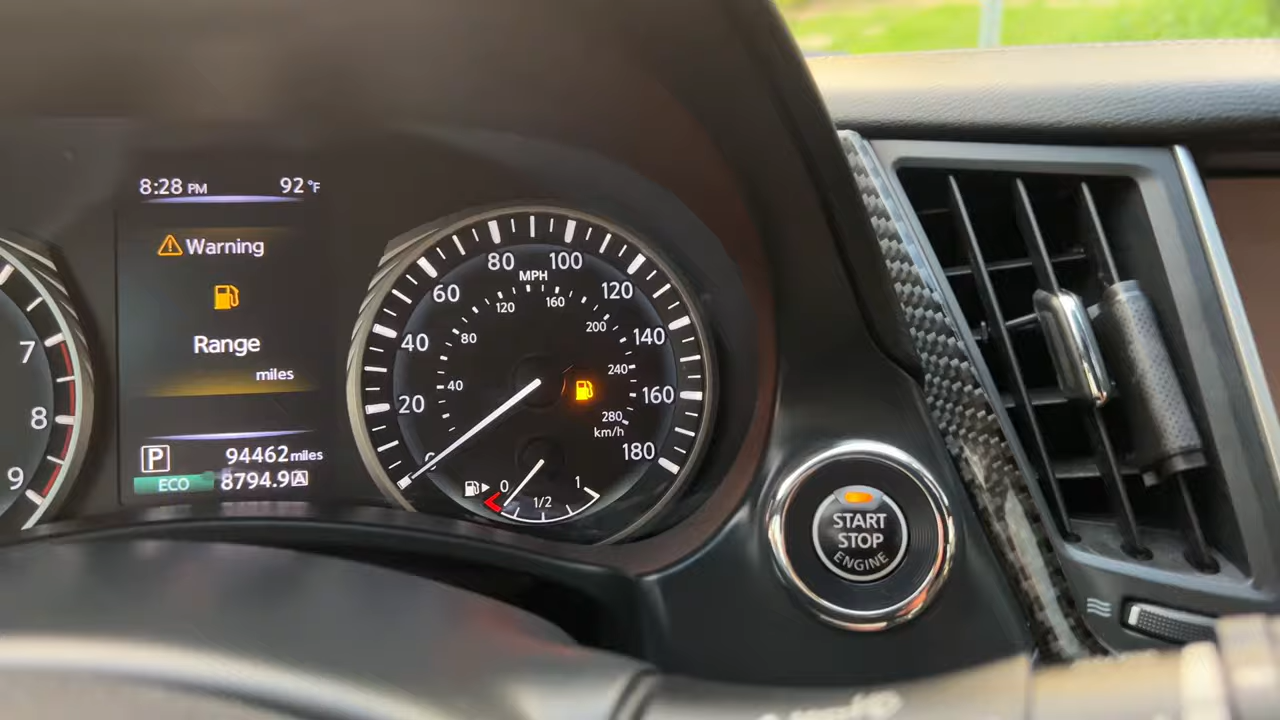 8:28 PM 92°F
Warning
Range
miles
P 94462 miles
ECO 8794.9 A
7
8
9
80 100
MPH
60 120
120 160
40 80 200 140
20 40 240 160
280
km/h
0 180
0 1/2 1
START
STOP
ENGINE